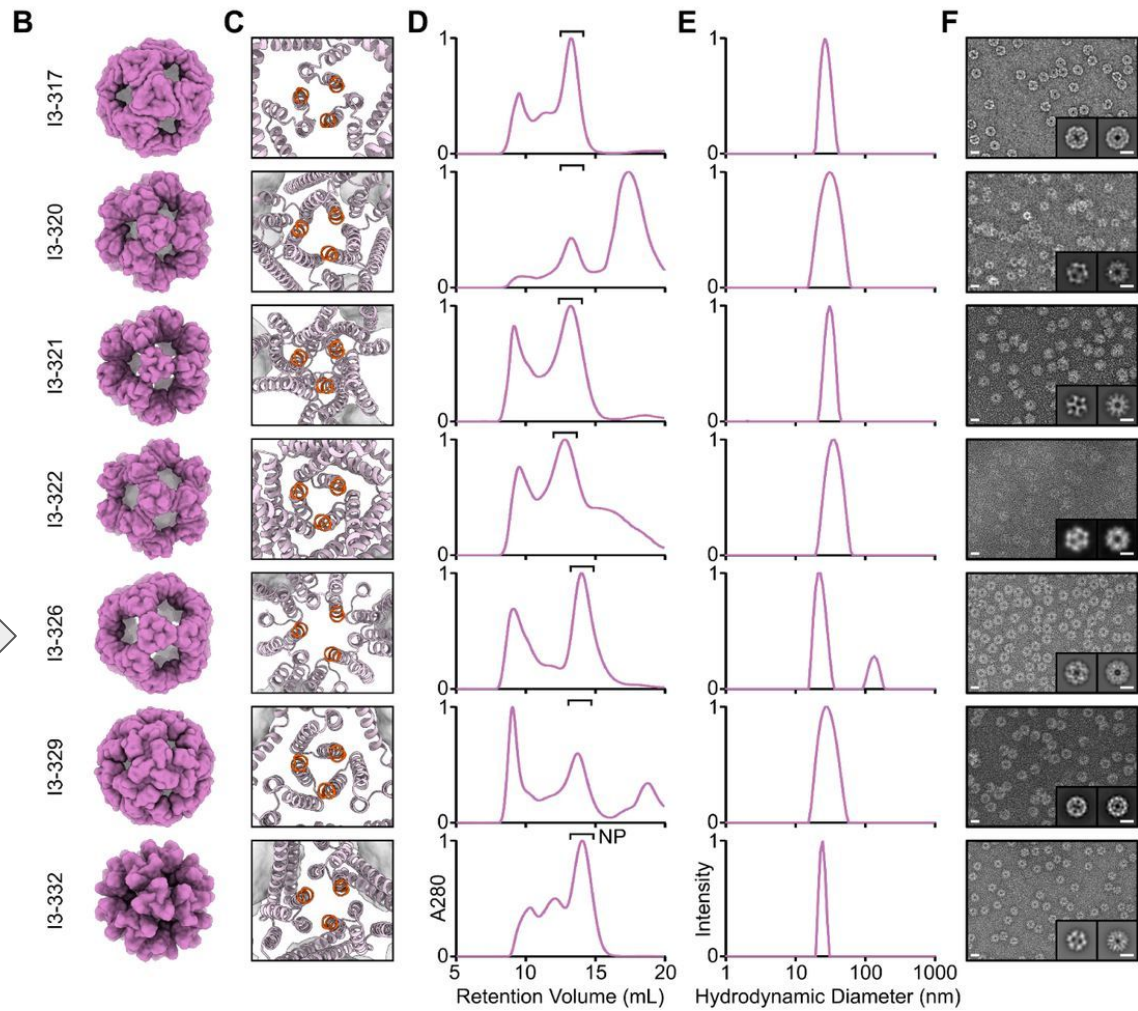 B
C
D
E
F
I3-317
1
0
1
0
I3-320
1
0
1
0
I3-321
1
0
1
0
I3-322
1
0
1
0
I3-326
1
0
1
0
I3-329
1
0
1
0
I3-332
NP
1
0
A280
1
0
Intensity
5 10 15 20
Retention Volume (mL)
1 10 100 1000
Hydrodynamic Diameter (nm)